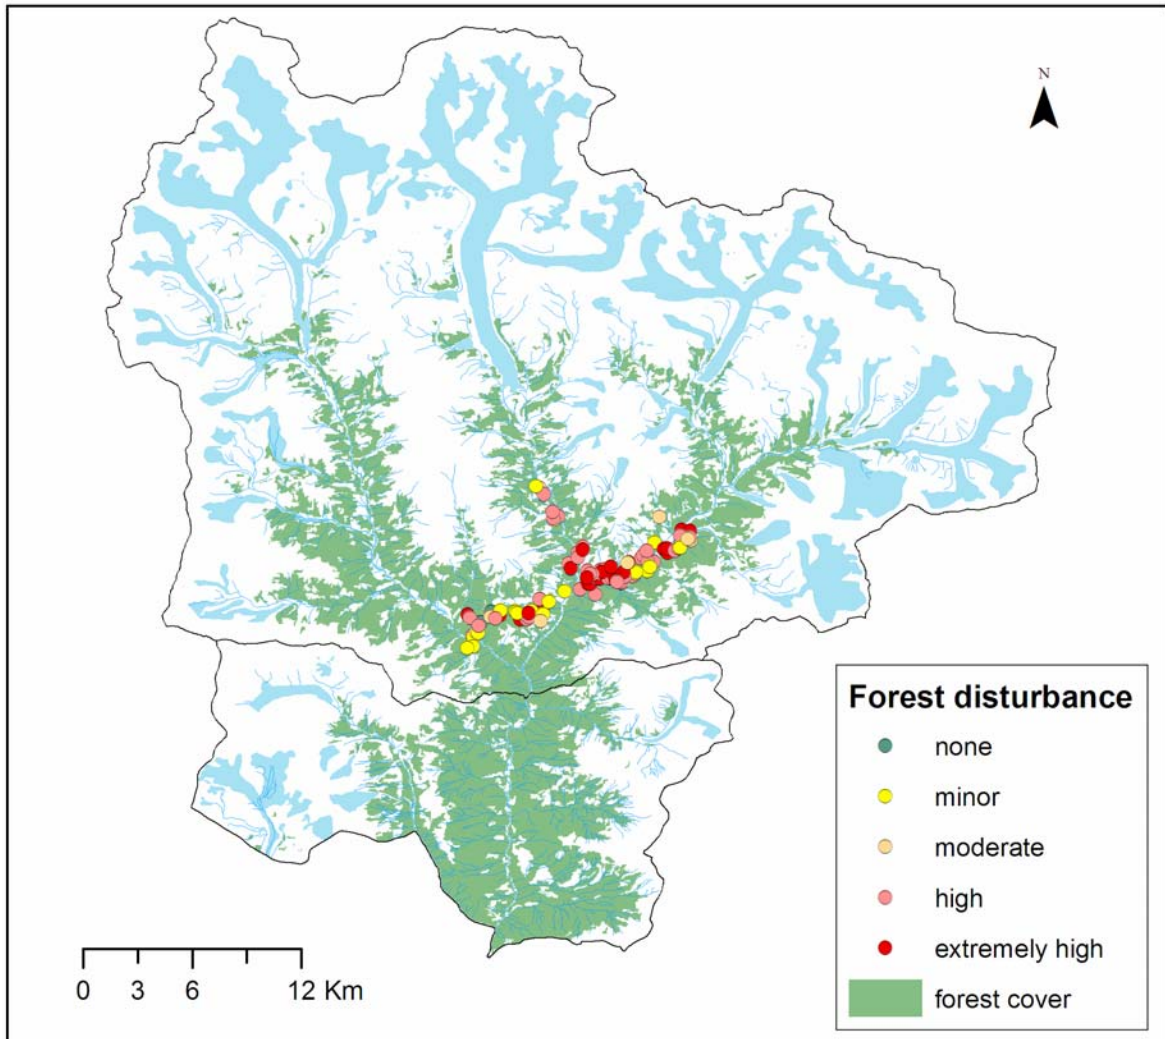 N
Forest disturbance
none
minor
moderate
high
extremely high
forest cover
0 3 6 12 Km